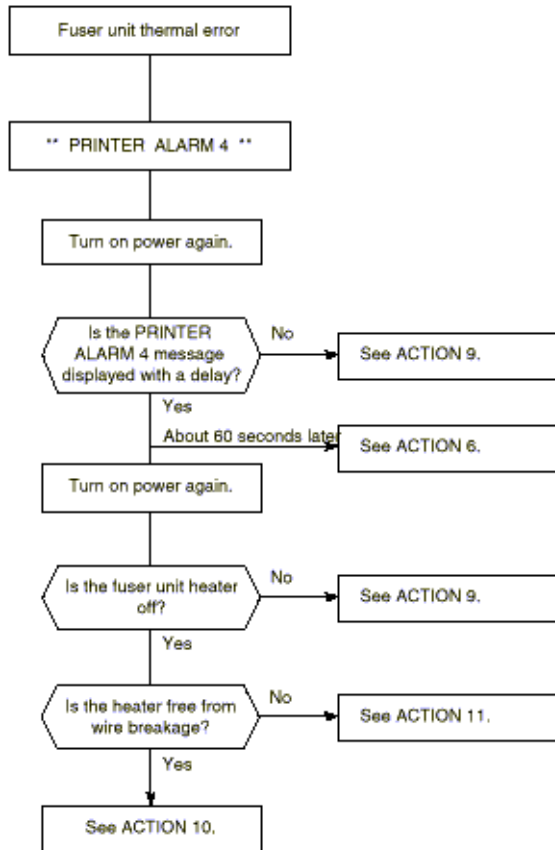 Fuser unit thermal error
** PRINTER ALARM 4 **
Turn on power again.
Is the PRINTER
ALARM 4 message
displayed with a delay?
No
See ACTION 9.
Yes
About 60 seconds later
See ACTION 6.
Turn on power again.
Is the fuser unit heater
off?
No
See ACTION 9.
Yes
Is the heater free from
wire breakage?
No
See ACTION 11.
Yes
See ACTION 10.